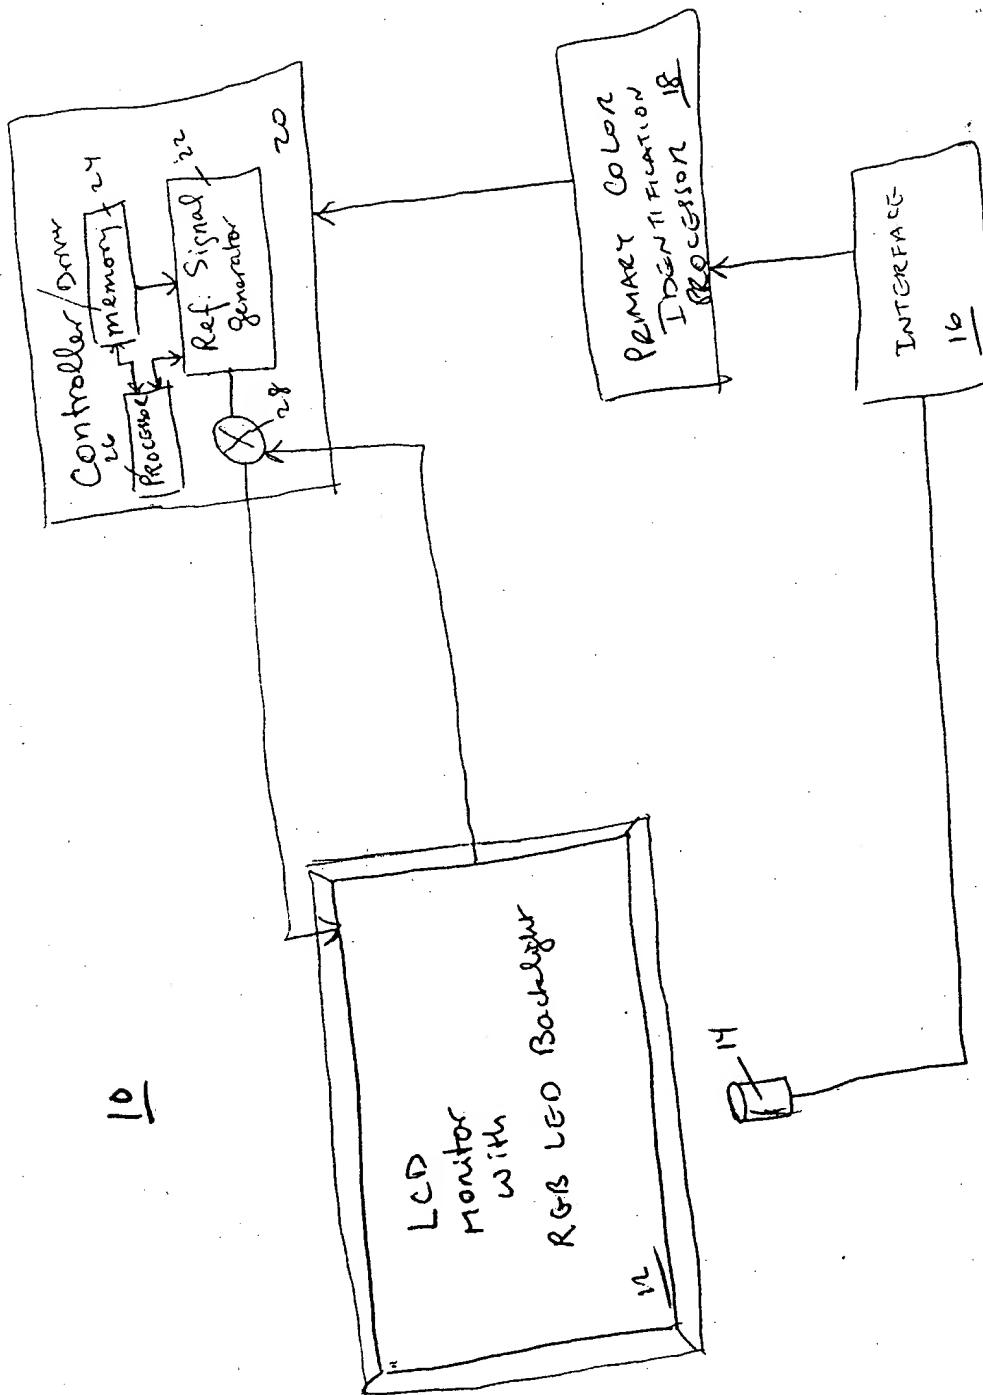 10
LCD
Monitor
with
RGB LED Backlight
12
14
Controller/Driver
26
PROCESSOR
memory
24
Ref. Signal
generator
22
28
20
PRIMARY COLOR
IDENTIFICATION
PROCESSOR
18
INTERFACE
16